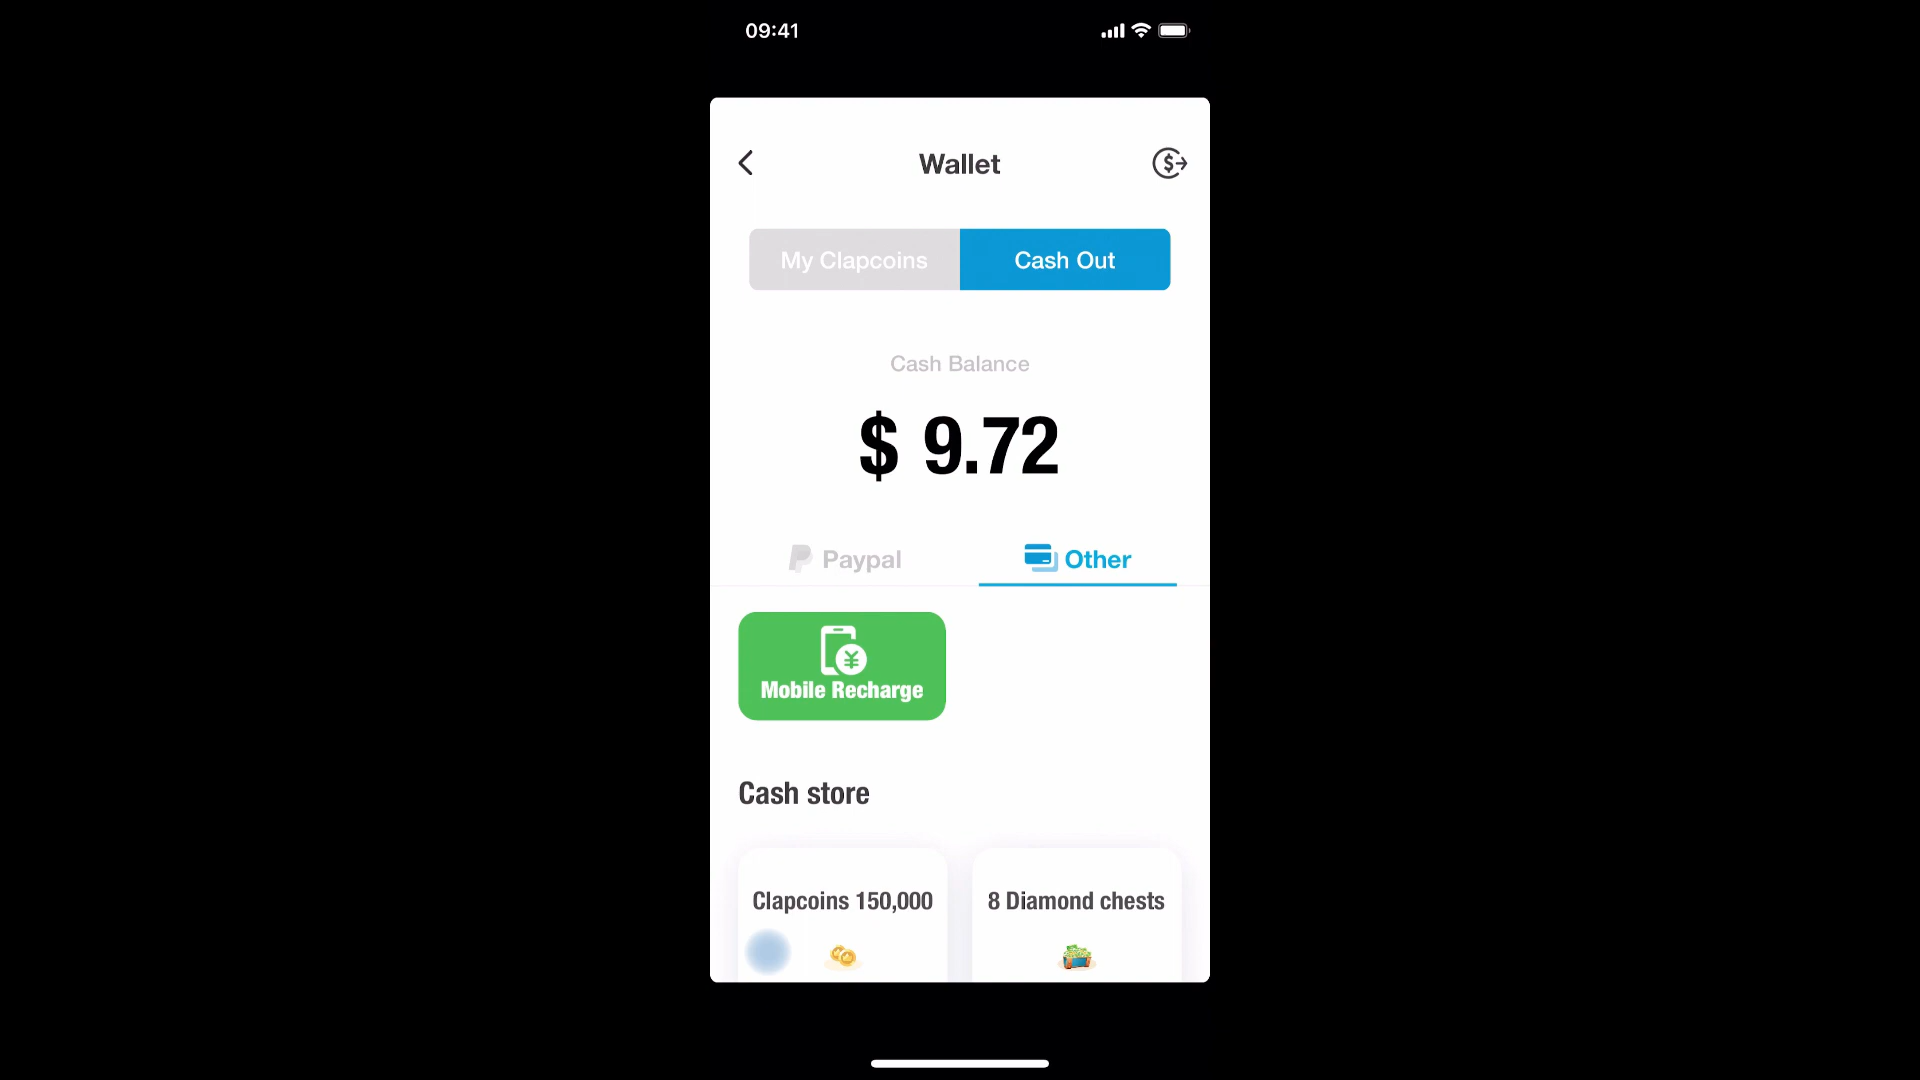 09:41
Wallet
My Clapcoins
Cash Out
Cash Balance
$ 9.72
Paypal
Other
Mobile Recharge
Cash store
Clapcoins 150,000
8 Diamond chests